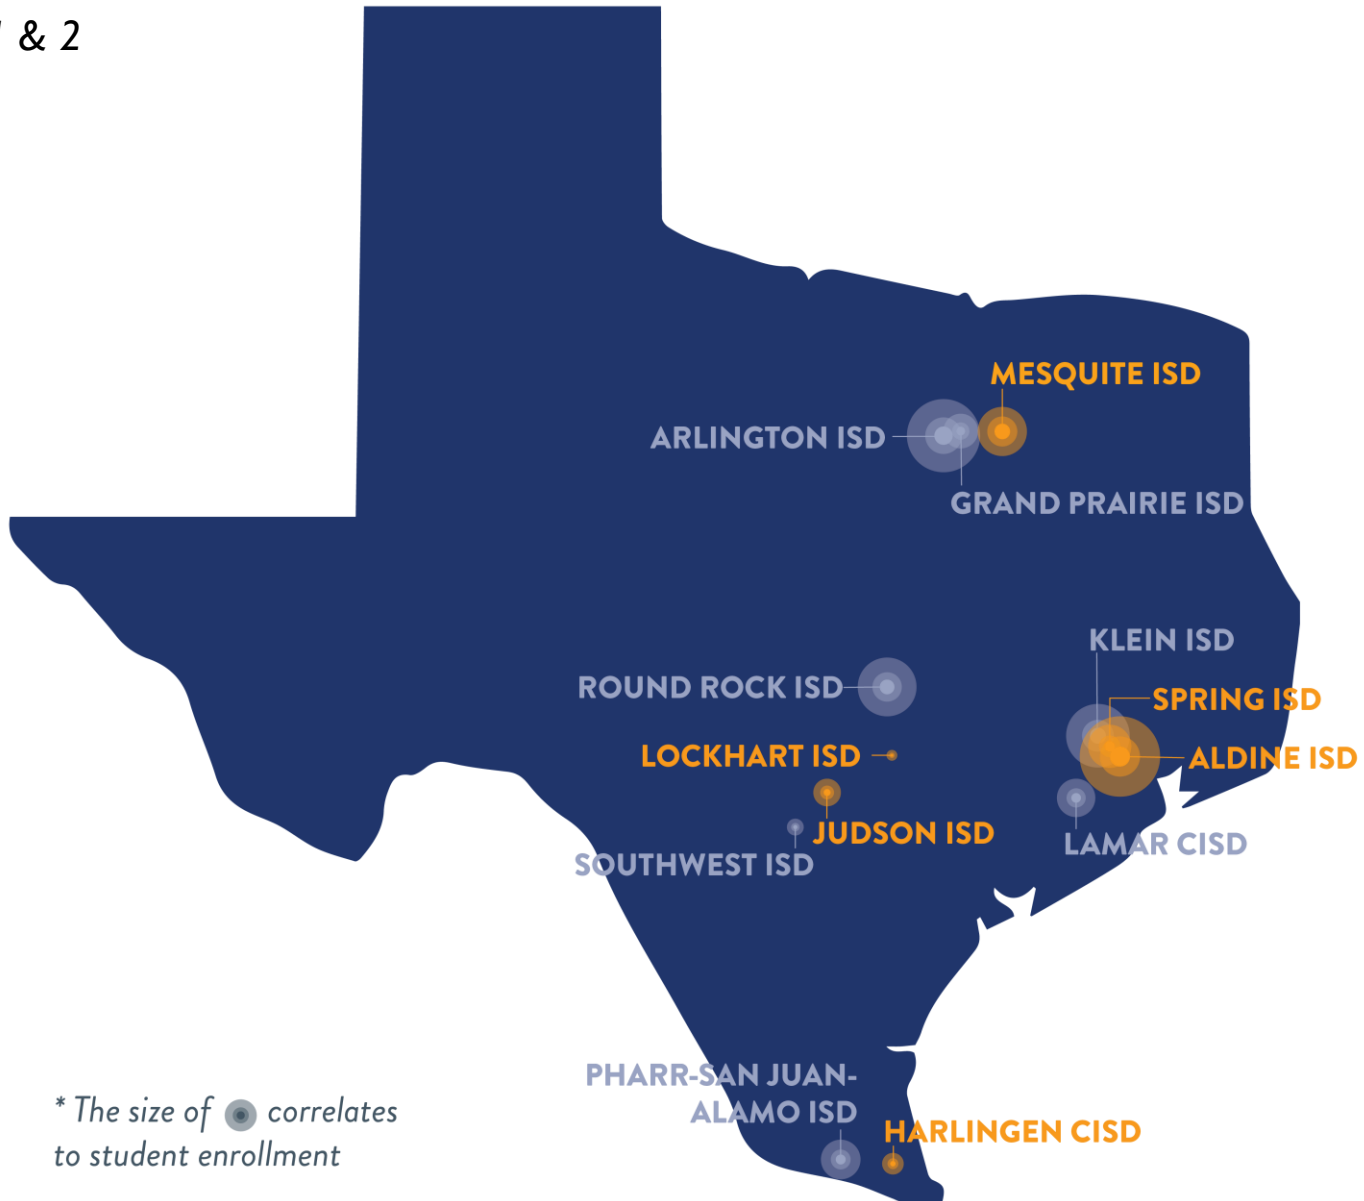 & 2
MESQUITE ISD
ARLINGTON ISD
GRAND PRAIRIE ISD
KLEIN ISD
ROUND ROCK ISD
SPRING ISD
LOCKHART ISD
ALDINE ISD
JUDSON ISD
LAMAR CISD
SOUTHWEST ISD
PHARR-SAN JUAN-
ALAMO ISD
HARLINGEN CISD
* The size of correlates
to student enrollment